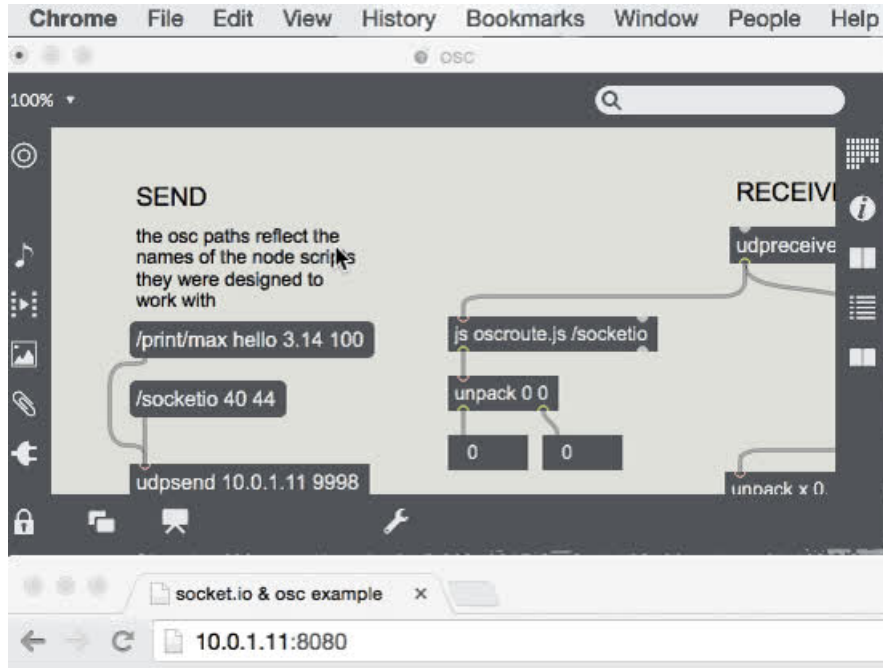 Chrome File Edit View History Bookmarks Window People Help
osc
100%
SEND
the osc paths reflect the
names of the node scripts
they were designed to
work with
/print/max hello 3.14 100
/socketio 40 44
udpsend 10.0.1.11 9998
js oscroute.js /socketio
unpack 0 0
0 0
RECEIV
udpreceive
unpack x 0.
socket.io & osc example
10.0.1.11:8080